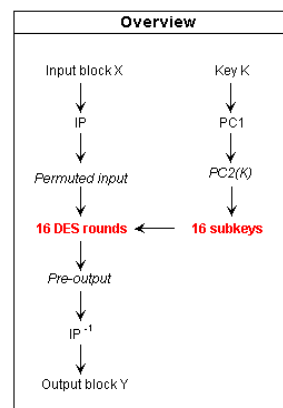 Overview
Input block X Key K
IP PC1
Permuted input PC2(K)
16 DES rounds 16 subkeys
Pre-output
IP -1
Output block Y